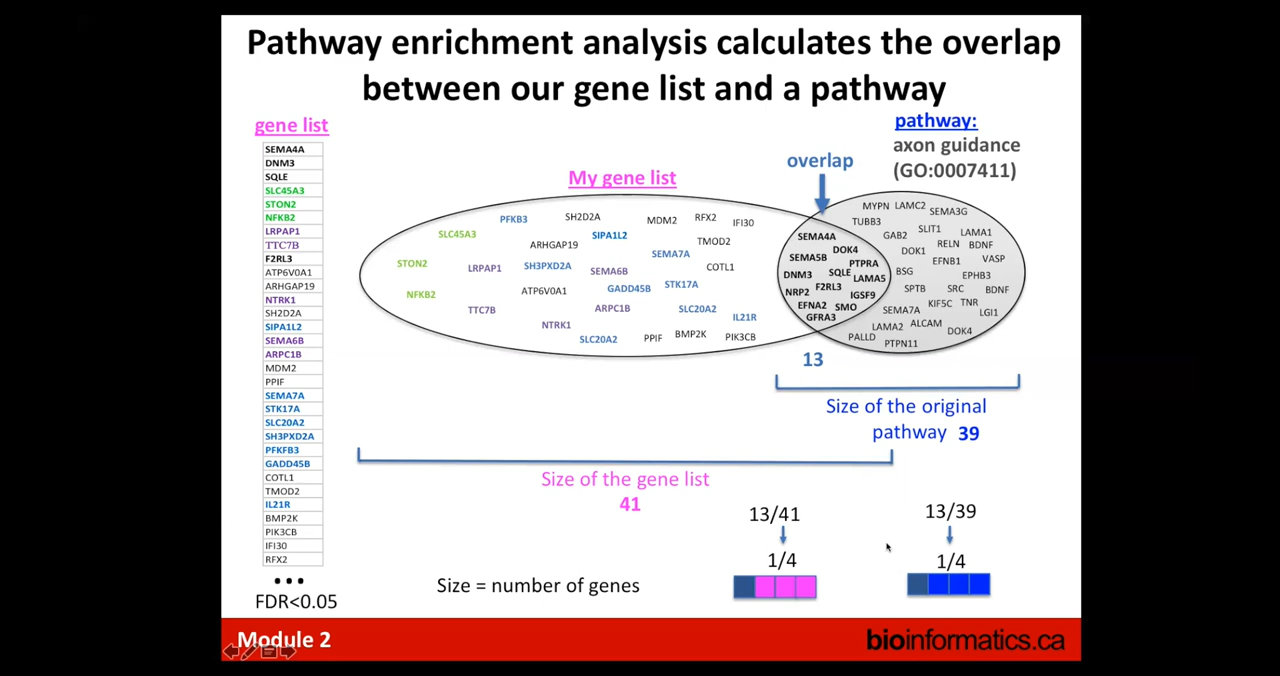 Pathway enrichment analysis calculates the overlap
between our gene list and a pathway
gene list
SEMA4A
DNM3
SQLE
SLC45A3
STON2
NFKB2
LRPAP1
TTC7B
F2RL3
ATP6V0A1
ARHGAP19
NTRK1
SH2D2A
SIPA1L2
SEMA6B
ARPC1B
MDM2
PPIF
SEMA7A
STK17A
SLC20A2
SH3PXD2A
PFKFB3
GADD45B
COTL1
TMOD2
IL21R
BMP2K
PIK3CB
IFI30
RFX2
...
FDR<0.05
My gene list
PFKB3 SH2D2A MDM2 RFX2 IFI30
SLC45A3 ARHGAP19 SIPA1L2 TMOD2
STON2 LRPAP1 SH3PXD2A SEMA6B SEMA7A COTL1
NFKB2 ATP6V0A1 GADD45B STK17A
TTC7B ARPC1B SLC20A2 IL21R
NTRK1 SLC20A2 PPIF BMP2K PIK3CB
overlap
SEMA4A
DOK4
SEMA5B
PTPRA
DNM3 SQLE LAMA5
NRP2 F2RL3 IGSF9
EFNA2 SMO
GFRA3
13
pathway:
axon guidance
(GO:0007411)
MYPN LAMC2 SEMA3G
TUBB3 SLIT1
GAB2 LAMA1
DOK1 RELN BDNF
EFNB1 VASP
BSG EPHB3
SPTB SRC BDNF
SEMA7A KIF5C TNR LGI1
LAMA2 ALCAM DOK4
PALLD PTPN11
Size of the original
pathway 39
Size of the gene list
41
13/41
1/4
13/39
1/4
Size = number of genes
Module 2
bioinformatics.ca